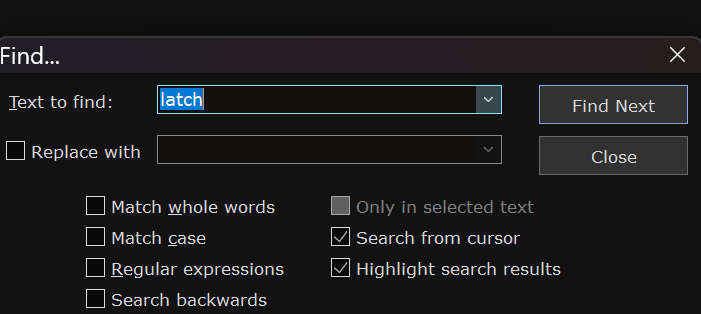 Find...
Text to find: latch Find Next
Replace with Close
Match whole words Only in selected text
Match case Search from cursor
Regular expressions Highlight search results
Search backwards